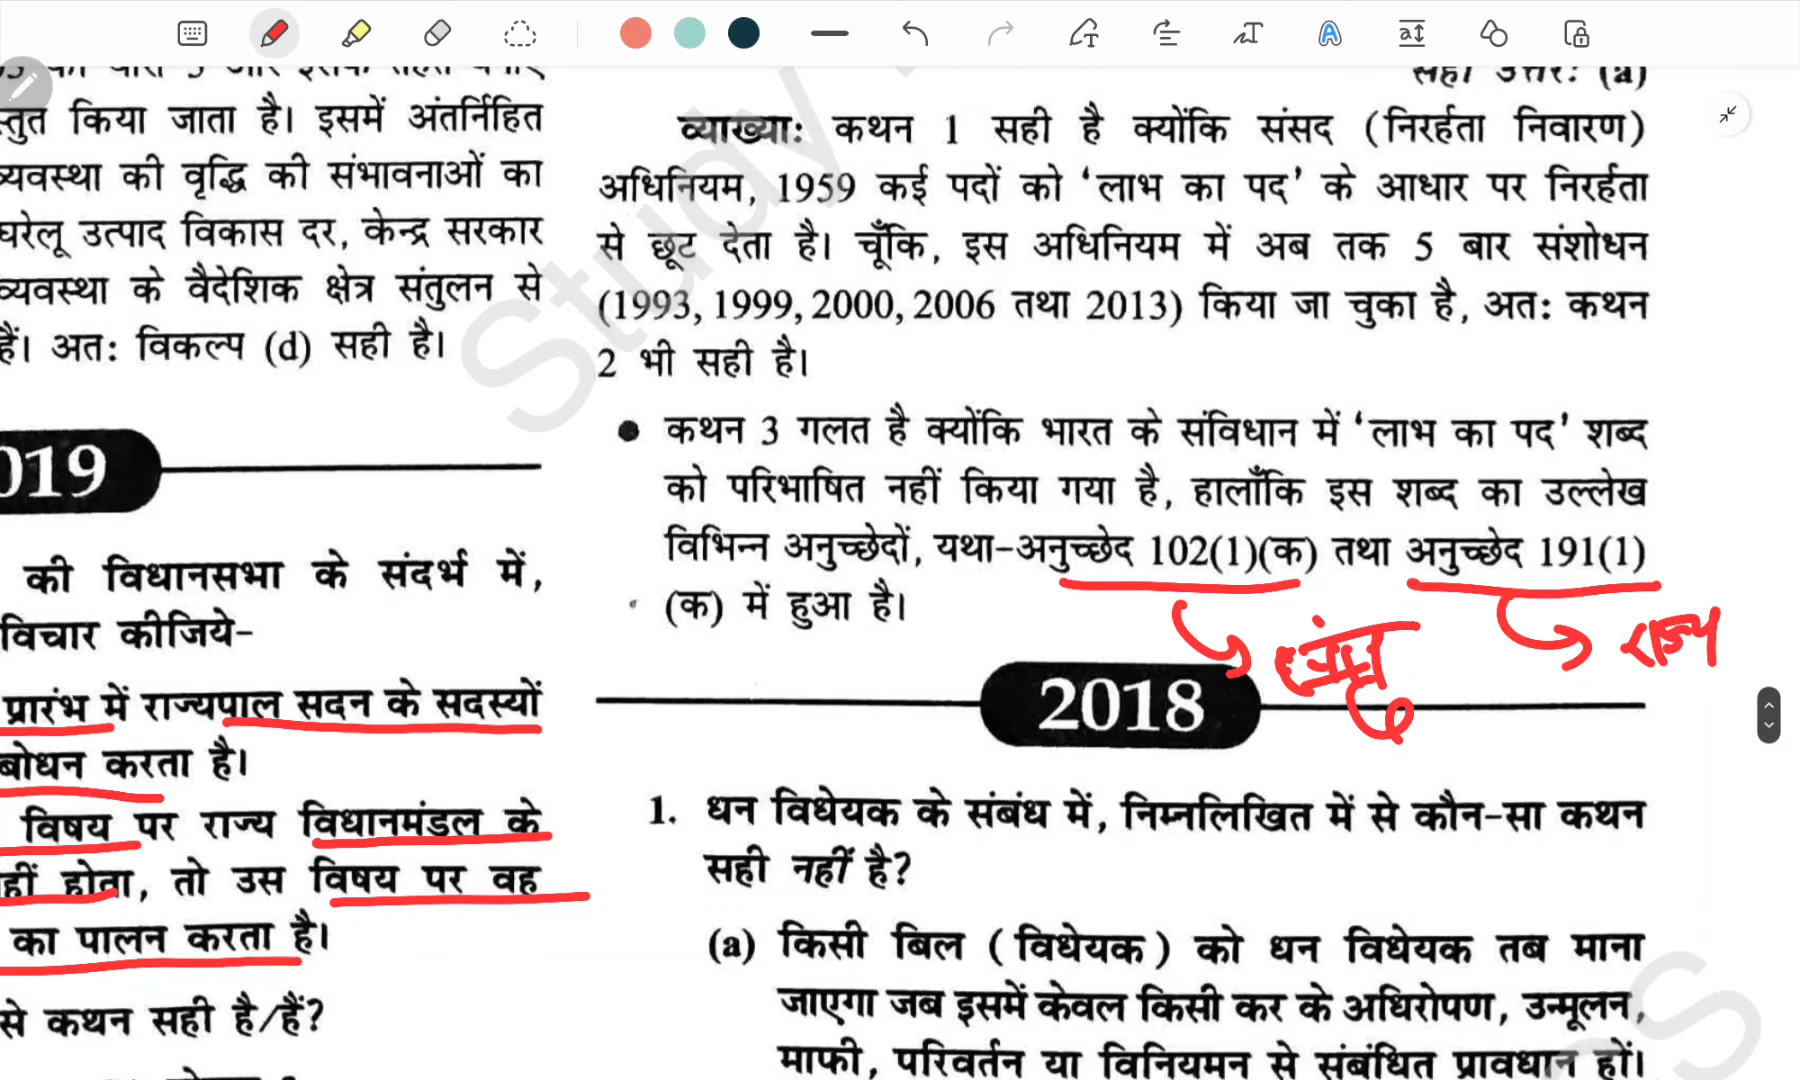 स्तुत किया जाता है। इसमें अंतर्निहित
व्यवस्था की वृद्धि की संभावनाओं का
घरेलू उत्पाद विकास दर, केन्द्र सरकार
व्यवस्था के वैदेशिक क्षेत्र संतुलन से
हैं। अत: विकल्प (d) सही है।
019
की विधानसभा के संदर्भ में,
विचार कीजिये-
प्रारंभ में राज्यपाल सदन के सदस्यों
बोधन करता है।
विषय पर राज्य विधानमंडल के
हीं होता, तो उस विषय पर वह
का पालन करता है।
से कथन सही है/हैं?
सही उत्तर: (a)
व्याख्या: कथन 1 सही है क्योंकि संसद (निरर्हता निवारण)
अधिनियम, 1959 कई पदों को ‘लाभ का पद’ के आधार पर निरर्हता
से छूट देता है। चूँकि, इस अधिनियम में अब तक 5 बार संशोधन
(1993, 1999, 2000, 2006 तथा 2013) किया जा चुका है, अत: कथन
2 भी सही है।
● कथन 3 गलत है क्योंकि भारत के संविधान में ‘लाभ का पद’ शब्द
को परिभाषित नहीं किया गया है, हालाँकि इस शब्द का उल्लेख
विभिन्न अनुच्छेदों, यथा-अनुच्छेद 102(1)(क) तथा अनुच्छेद 191(1)
(क) में हुआ है।
राज्य
2018
1. धन विधेयक के संबंध में, निम्नलिखित में से कौन-सा कथन
सही नहीं है?
(a) किसी बिल (विधेयक) को धन विधेयक तब माना
जाएगा जब इसमें केवल किसी कर के अधिरोपण, उन्मूलन,
माफी, परिवर्तन या विनियमन से संबंधित प्रावधान हों।
Study